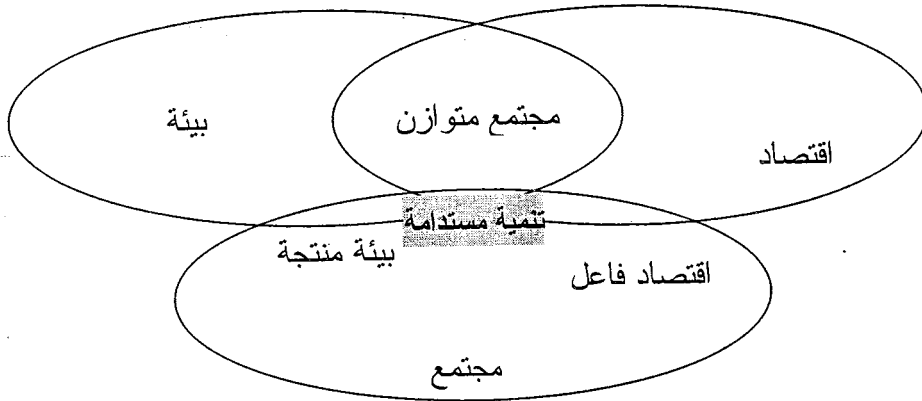 مجتمع متوازن
بيئة
اقتصاد
تنمية مستدامة
بيئة منتجة
اقتصاد فاعل
مجتمع